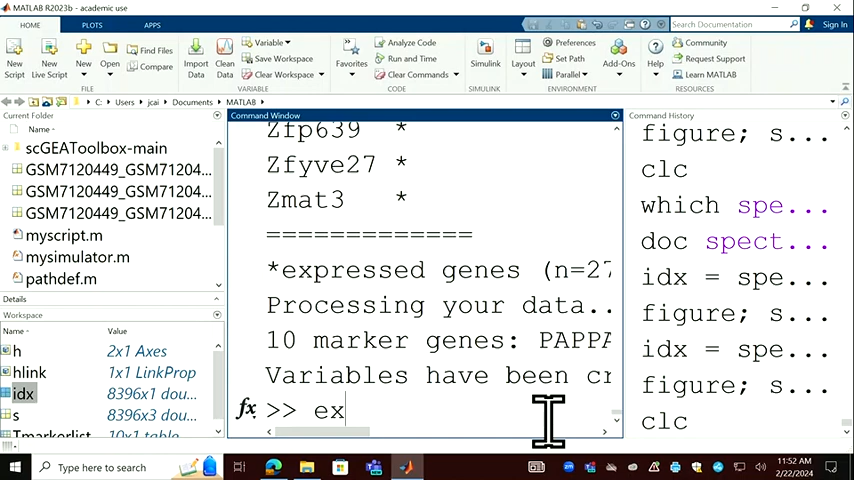 MATLAB R2023b - academic use
HOME PLOTS APPS
Search Documentation Sign In
New Script
New Live Script
New
Open
Find Files
Compare
FILE
Import Data
Clean Data
Variable
Save Workspace
Clear Workspace
VARIABLE
Favorites
Analyze Code
Run and Time
Clear Commands
CODE
Simulink
SIMULINK
Layout
Preferences
Set Path
Parallel
Add-Ons
ENVIRONMENT
Help
Community
Request Support
Learn MATLAB
RESOURCES
C: Users jcai Documents MATLAB
Current Folder
Name
scGEAToolbox-main
GSM7120449_GSM71204...
GSM7120449_GSM71204...
GSM7120449_GSM71204...
myscript.m
mysimulator.m
pathdef.m
Details
Workspace
Name Value
h 2x1 Axes
hlink 1x1 LinkProp
idx 8396x1 dou...
s 8396x3 dou...
Tmarkerlist 10x1 table
Command Window
Zfp639 *
Zfyve27 *
Zmat3 *
=============
*expressed genes (n=27
Processing your data..
10 marker genes: PAPPA
Variables have been cr
fx >> ex
Command History
figure; s...
clc
which spe...
doc spect...
idx = spe...
figure; s...
idx = spe...
figure; s...
clc
Type here to search
11:52 AM
2/22/2024